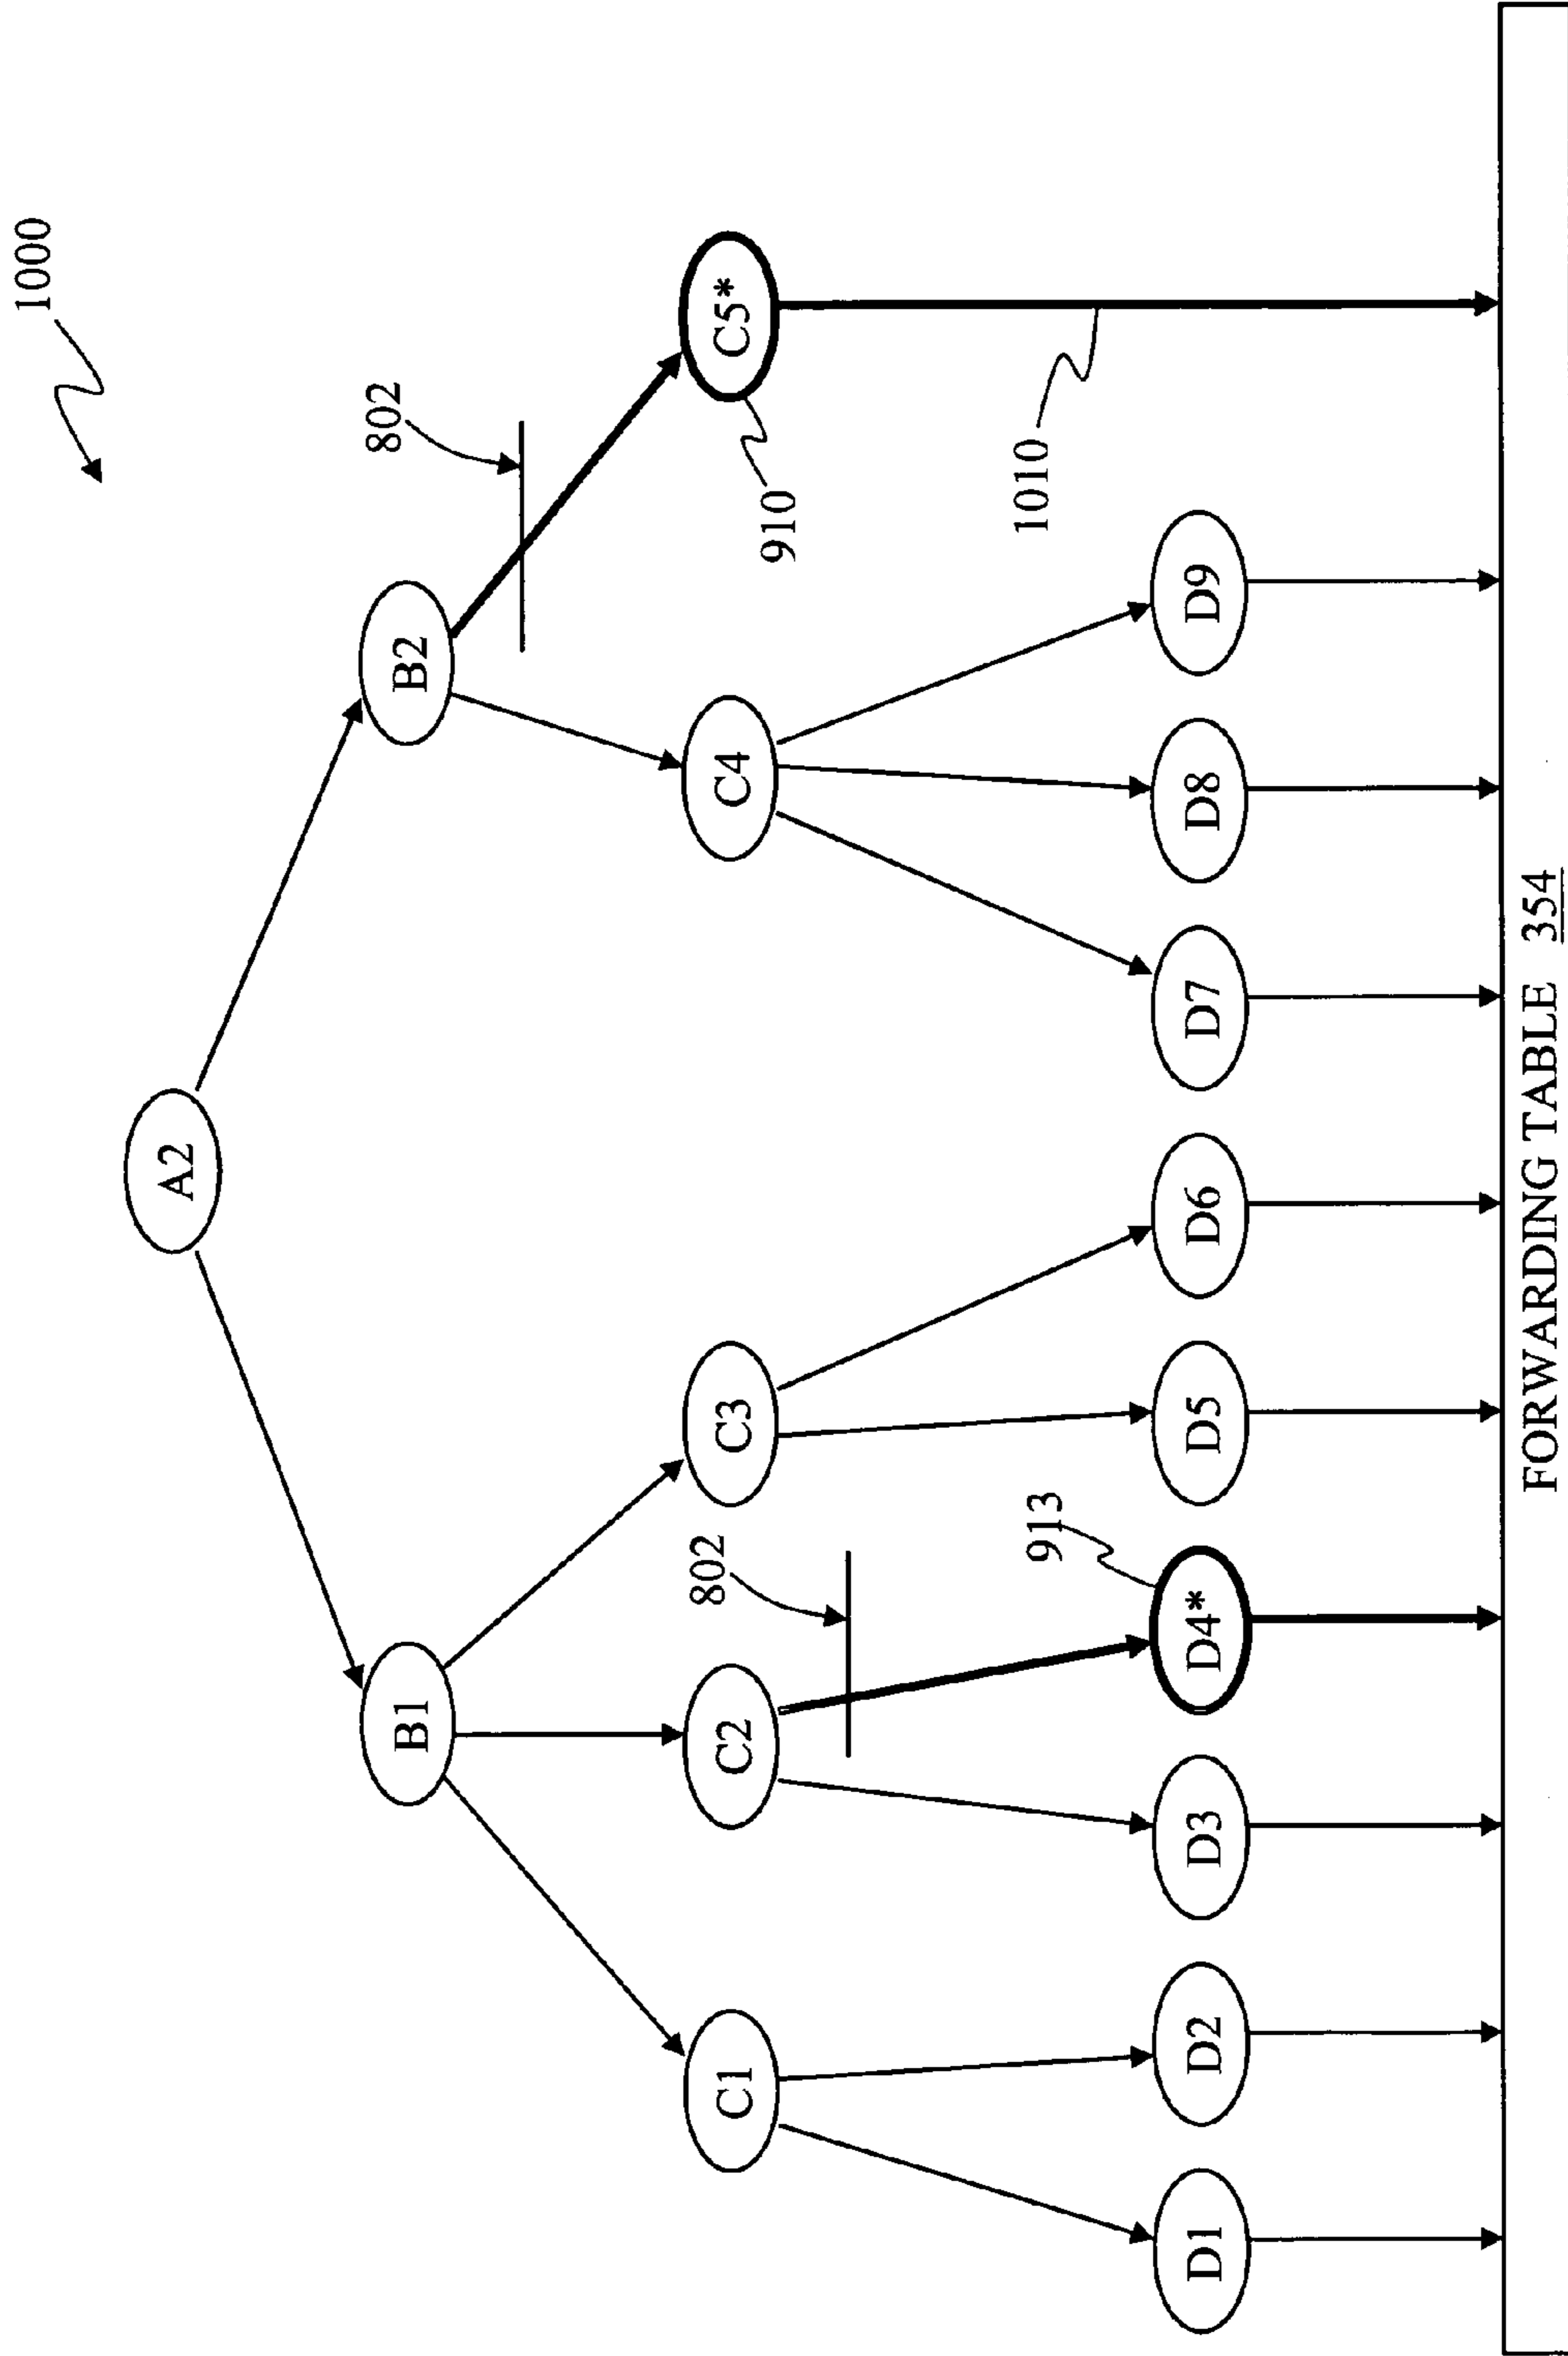 1000
A2
802
B1
B2
802
C1
C2
C3
C4
C5*
910
913
1010
D1
D2
D3
D4*
D5
D6
D7
D8
D9
FORWARDING TABLE 354